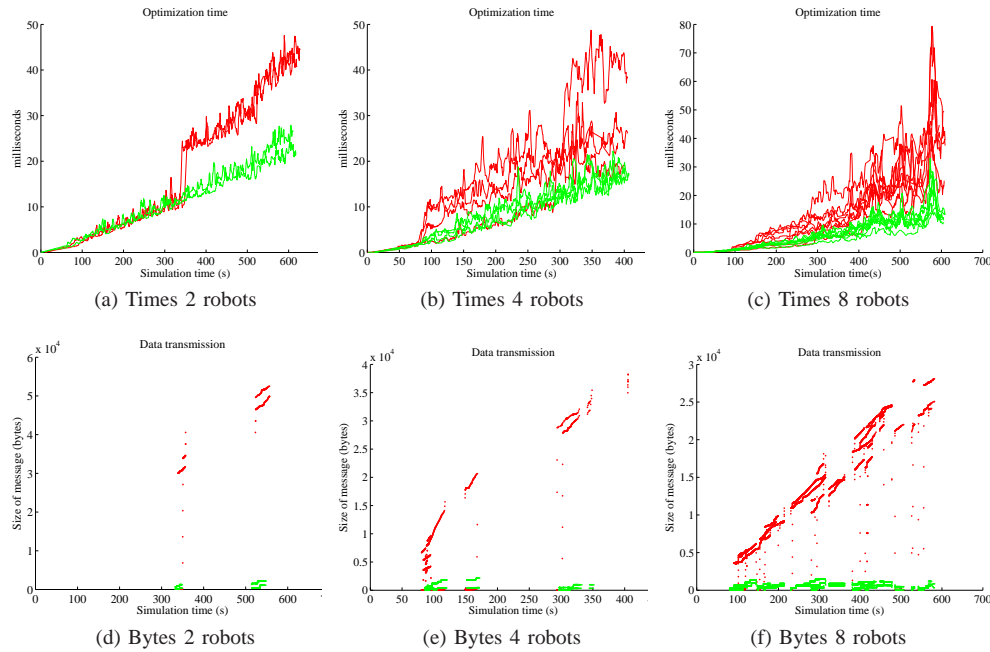 Optimization time
50
40
30
20
10
0
milliseconds
0 100 200 300 400 500 600 700
Simulation time (s)
(a) Times 2 robots
Optimization time
50
40
30
20
10
0
milliseconds
0 50 100 150 200 250 300 350 400
Simulation time (s)
(b) Times 4 robots
Optimization time
80
70
60
50
40
30
20
10
0
milliseconds
0 100 200 300 400 500 600 700
Simulation time(s)
(c) Times 8 robots
Data transmission
x 10^4
6
5
4
3
2
1
0
Size of message (bytes)
0 100 200 300 400 500 600
Simulation time (s)
(d) Bytes 2 robots
Data transmission
x 10^4
4
3.5
3
2.5
2
1.5
1
0.5
0
Size of message (bytes)
0 50 100 150 200 250 300 350 400
Simulation time (s)
(e) Bytes 4 robots
Data transmission
x 10^4
3
2.5
2
1.5
1
0.5
0
Size of message (bytes)
0 100 200 300 400 500 600 700
Simulation time (s)
(f) Bytes 8 robots